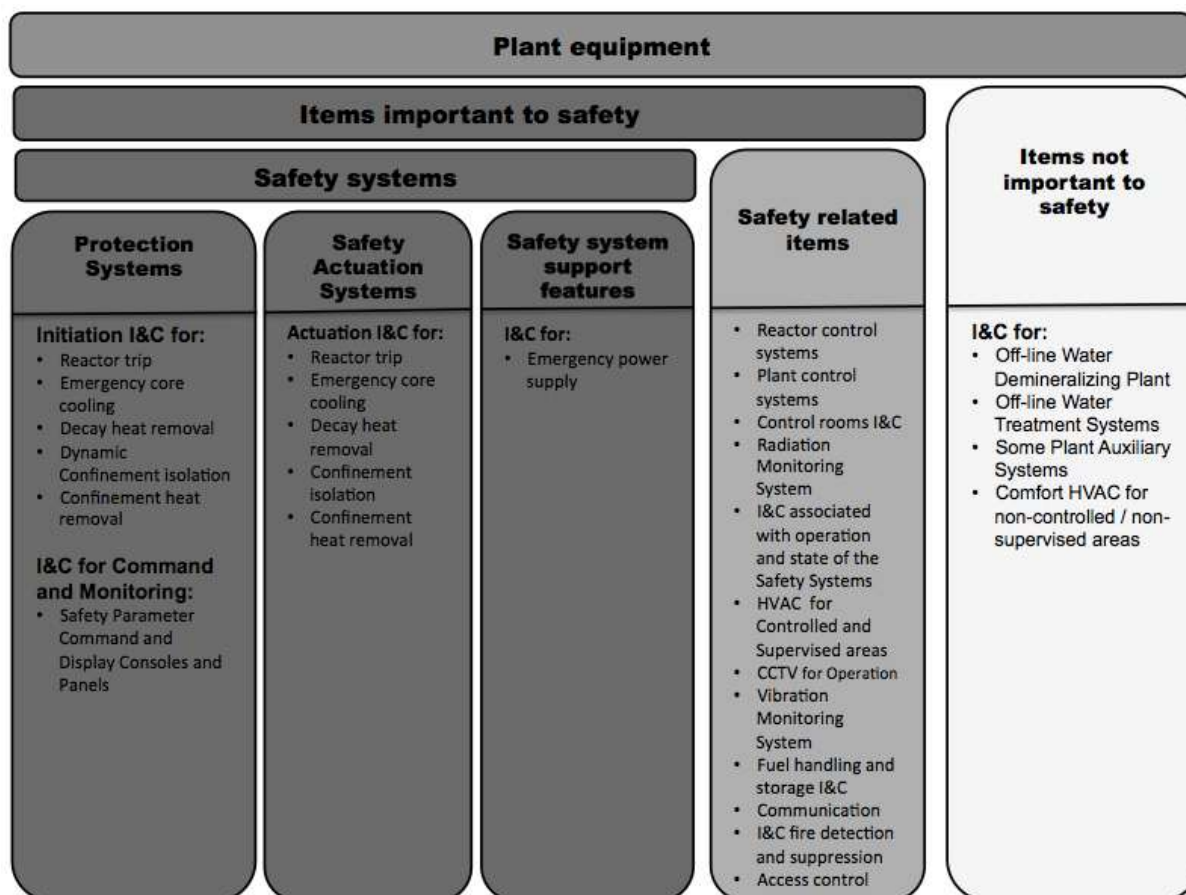 Plant equipment
Items important to safety
Safety systems
Protection
Systems
Initiation I&C for:
• Reactor trip
• Emergency core
cooling
• Decay heat removal
• Dynamic
Confinement isolation
• Confinement heat
removal
I&C for Command
and Monitoring:
• Safety Parameter
Command and
Display Consoles and
Panels
Safety
Actuation
Systems
Actuation I&C for:
• Reactor trip
• Emergency core
cooling
• Decay heat
removal
• Confinement
isolation
• Confinement
heat removal
Safety system
support
features
I&C for:
• Emergency power
supply
Safety related
items
• Reactor control
systems
• Plant control
systems
• Control rooms I&C
• Radiation
Monitoring
System
• I&C associated
with operation
and state of the
Safety Systems
• HVAC for
Controlled and
Supervised areas
• CCTV for Operation
• Vibration
Monitoring
System
• Fuel handling and
storage I&C
• Communication
• I&C fire detection
and suppression
• Access control
Items not
important to
safety
I&C for:
• Off-line Water
Demineralizing Plant
• Off-line Water
Treatment Systems
• Some Plant Auxiliary
Systems
• Comfort HVAC for
non-controlled / non-
supervised areas